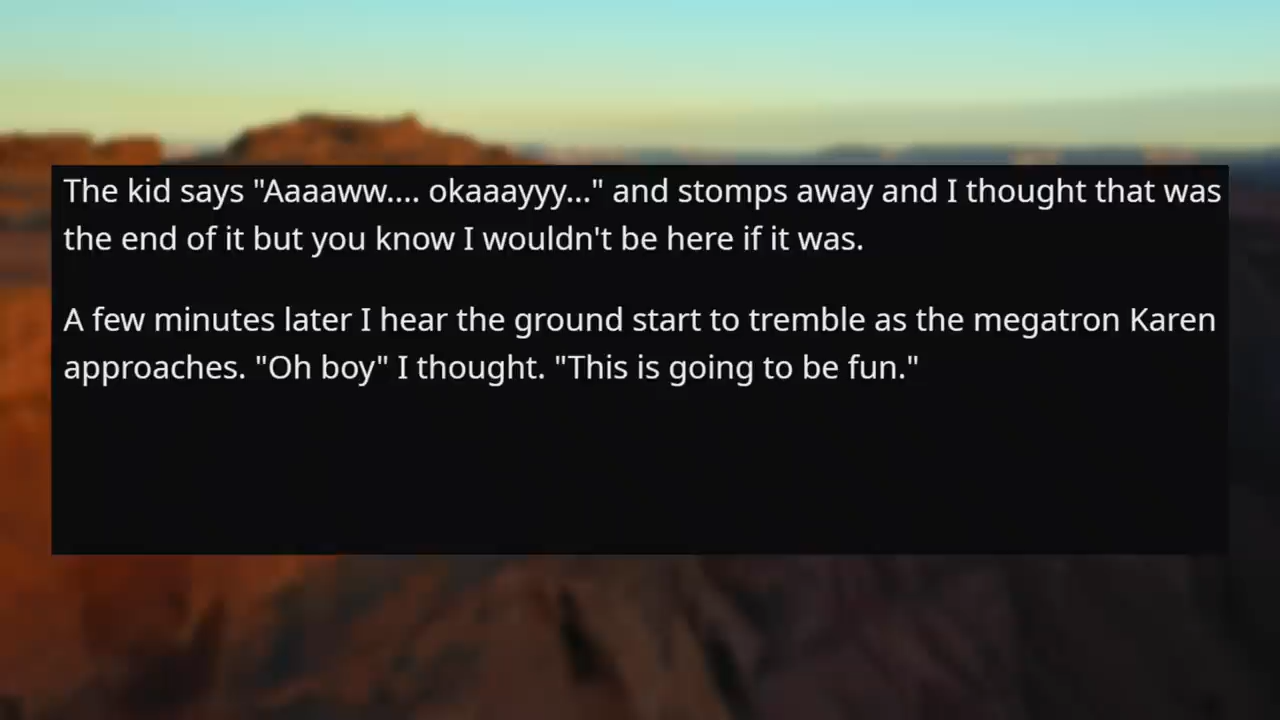 The kid says "Aaaaww.... okaaayyy..." and stomps away and I thought that was
the end of it but you know I wouldn't be here if it was.
A few minutes later I hear the ground start to tremble as the megatron Karen
approaches. "Oh boy" I thought. "This is going to be fun."